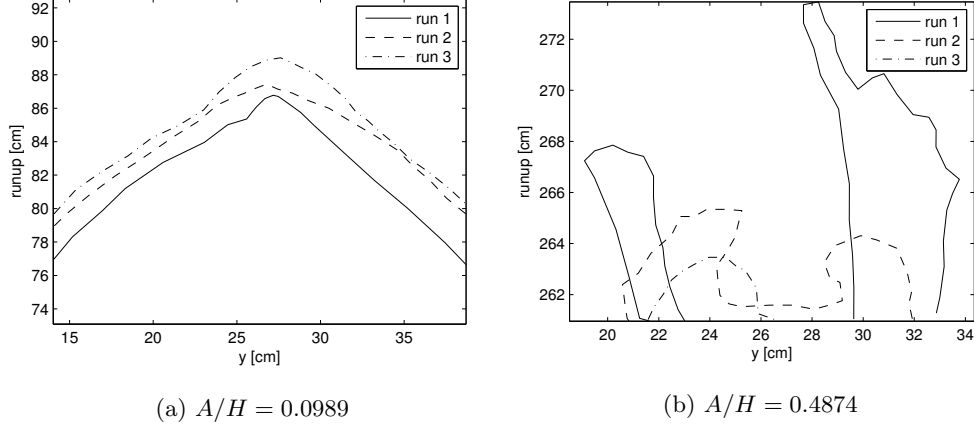 92
90
88
86
84
82
80
78
76
74
15 20 25 30 35
runup [cm]
y [cm]
run 1
run 2
run 3
(a) A/H = 0.0989
272
270
268
266
264
262
20 22 24 26 28 30 32 34
runup [cm]
y [cm]
run 1
run 2
run 3
(b) A/H = 0.4874